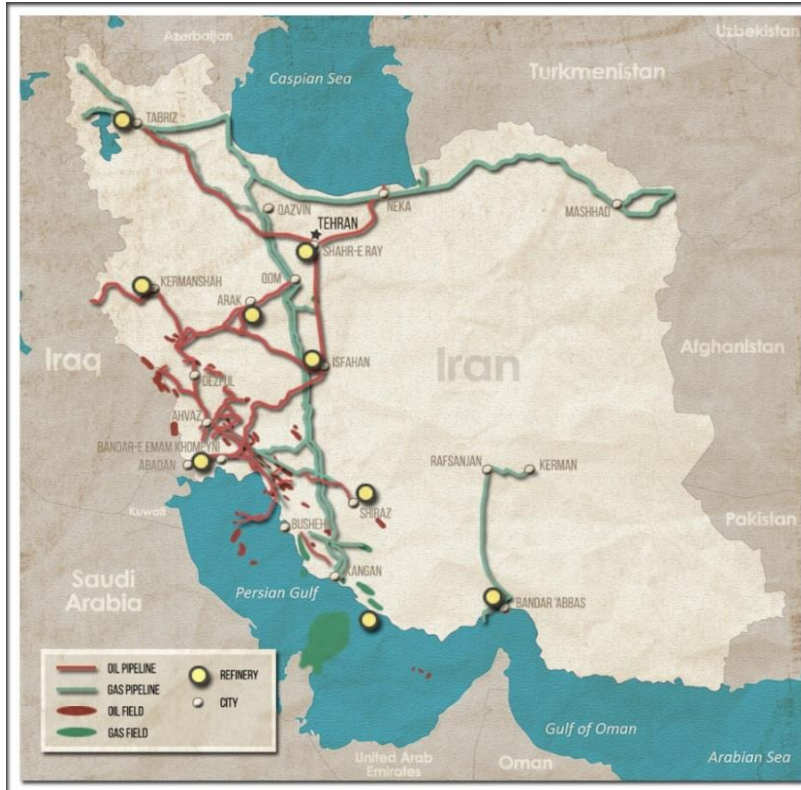 Azerbaijan
Uzbekistan
Caspian Sea
Turkmenistan
TABRIZ
QAZVIN
NEKA
MASHHAD
TEHRAN
SHAHR-E RAY
KERMANSHAH
QOM
ARAK
Iraq
ISFAHAN
Iran
Afghanistan
DEZFUL
AHVAZ
BANDAR-E EMAM KHOMEYNI
ABADAN
RAFSANJAN
KERMAN
Kuwait
SHIRAZ
BUSHEHR
Pakistan
KANGAN
Saudi
Arabia
Persian Gulf
BANDAR 'ABBAS
OIL PIPELINE
GAS PIPELINE
OIL FIELD
GAS FIELD
REFINERY
CITY
Gulf of Oman
United Arab
Emirates
Oman
Arabian Sea